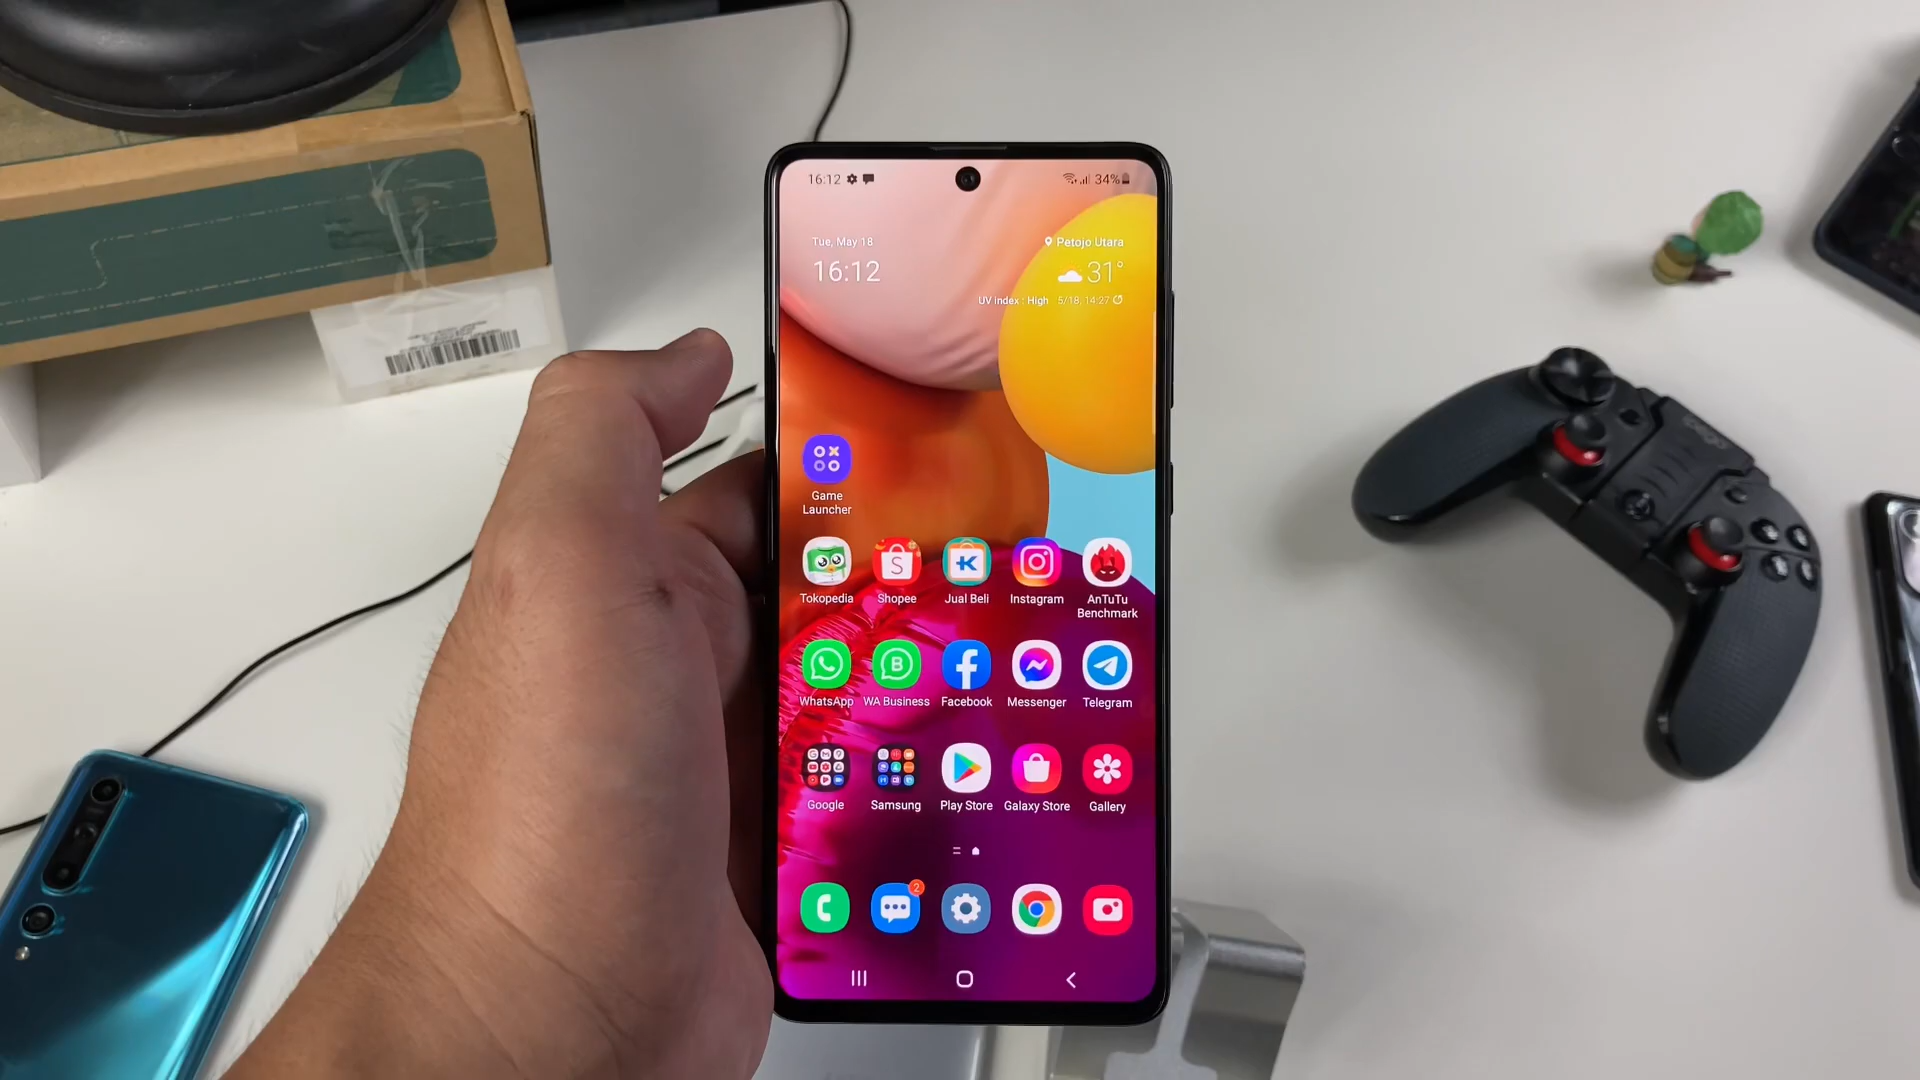 16:12
34%
Tue, May 18
16:12
Petojo Utara
31°
UV index : High 5/18, 14:27
Game
Launcher
Tokopedia
Shopee
Jual Beli
Instagram
AnTuTu
Benchmark
WhatsApp
WA Business
Facebook
Messenger
Telegram
Google
Samsung
Play Store
Galaxy Store
Gallery
2